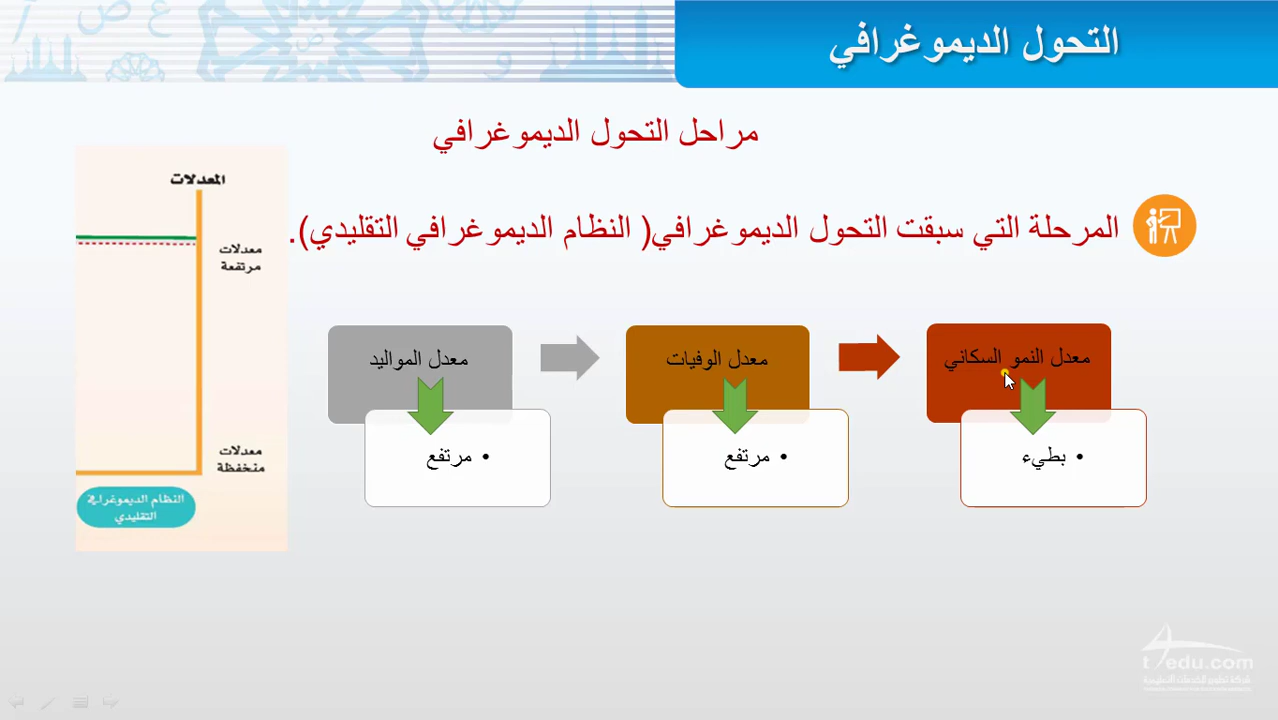 التحول الديموغرافي
مراحل التحول الديموغرافي
المرحلة التي سبقت التحول الديموغرافي( النظام الديموغرافي التقليدي).
معدل المواليد
• مرتفع
معدل الوفيات
• مرتفع
معدل النمو السكاني
• بطيء
المعدلات
معدلات
مرتفعة
معدلات
منخفظة
النظام الديموغرافي
التقليدي
t4edu.com
شركة تطوير للخدمات التعليمية